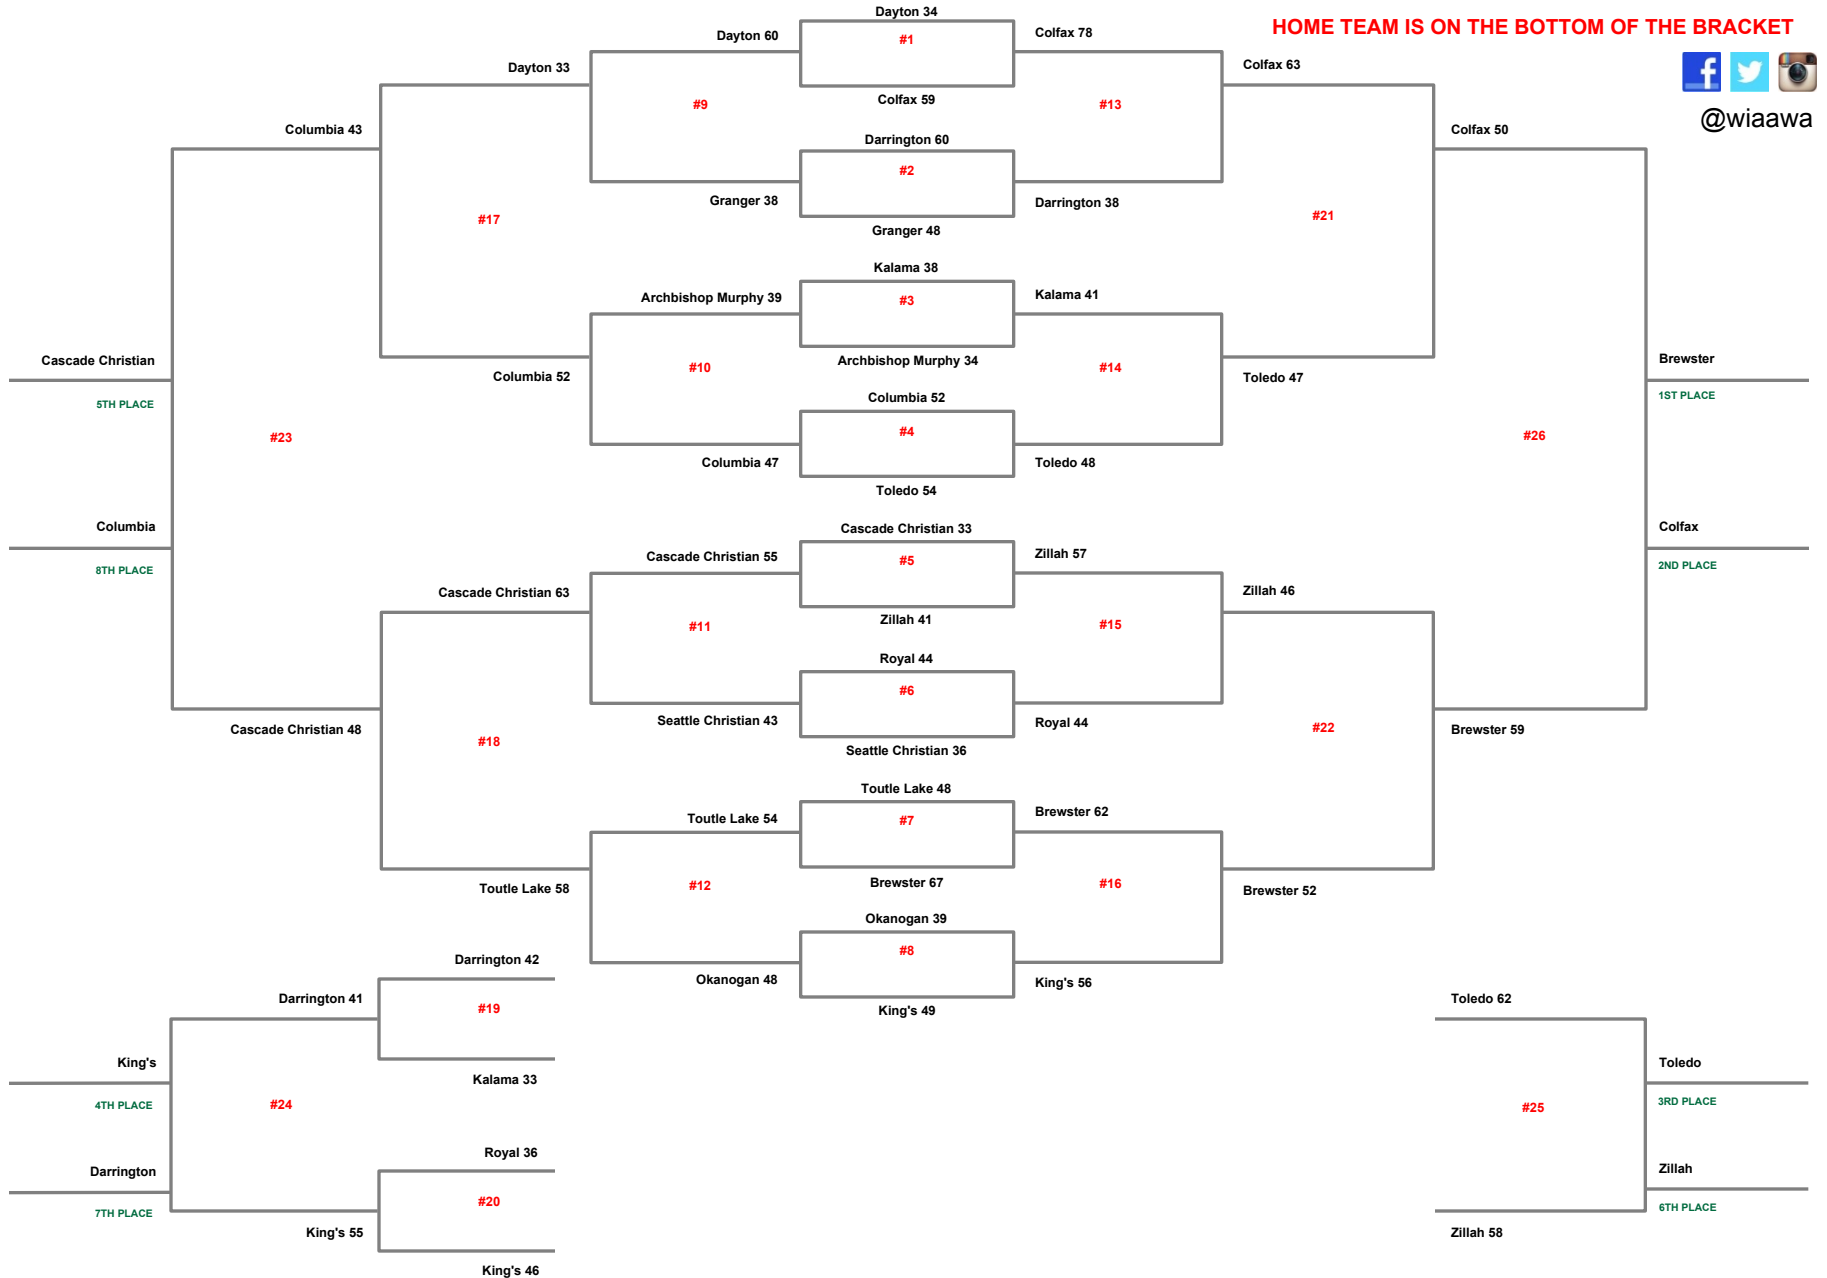 Dayton 34
HOME TEAM IS ON THE BOTTOM OF THE BRACKET
Dayton 60
#1
Colfax 78
Dayton 33
Colfax 63
Colfax 59
#9
#13
@wiaawa
Columbia 43
Darrington 60
Colfax 50
#2
Granger 38
Darrington 38
#17
#21
Granger 48
Kalama 38
Archbishop Murphy 39
#3
Kalama 41
Cascade Christian
Archbishop Murphy 34
Brewster
Columbia 52
#10
#14
Toledo 47
5TH PLACE
Columbia 52
1ST PLACE
#23
#4
#26
Columbia 47
Toledo 48
Toledo 54
Columbia
Cascade Christian 33
Colfax
Cascade Christian 55
#5
Zillah 57
8TH PLACE
2ND PLACE
Cascade Christian 63
Zillah 46
Zillah 41
#11
#15
Royal 44
#6
Seattle Christian 43
Royal 44
Cascade Christian 48
#18
#22
Brewster 59
Seattle Christian 36
Toutle Lake 48
Toutle Lake 54
#7
Brewster 62
Toutle Lake 58
#12
Brewster 67
#16
Brewster 52
Okanogan 39
Darrington 42
#8
Okanogan 48
King's 56
Darrington 41
#19
King's 49
Toledo 62
King's
Kalama 33
Toledo
4TH PLACE
#24
#25
3RD PLACE
Royal 36
Darrington
Zillah
7TH PLACE
#20
6TH PLACE
King's 55
Zillah 58
King's 46